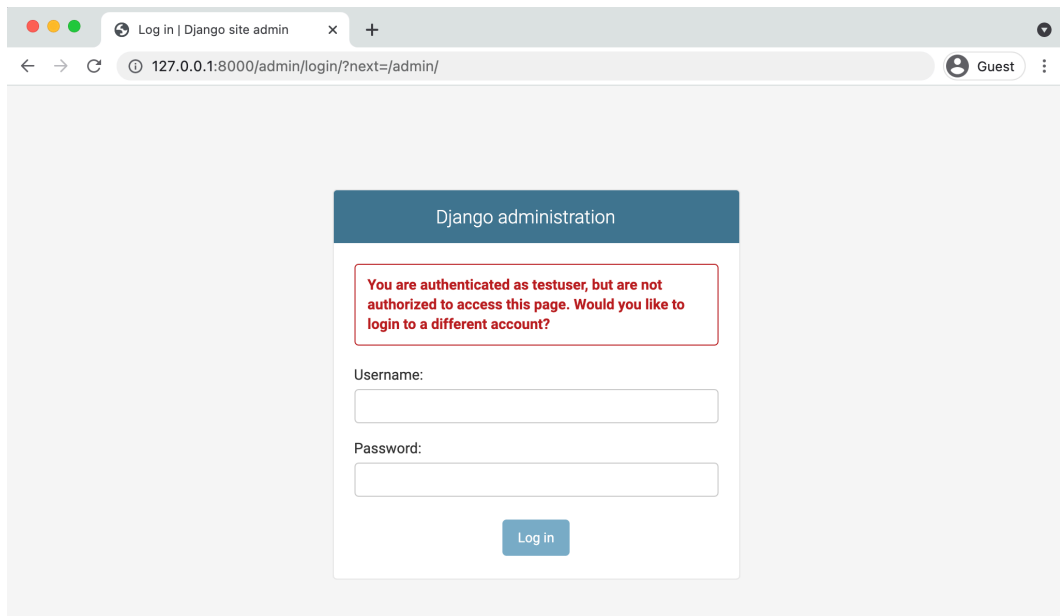 Log in | Django site admin
127.0.0.1:8000/admin/login/?next=/admin/
Guest
Django administration
You are authenticated as testuser, but are not
authorized to access this page. Would you like to
login to a different account?
Username:
Password:
Log in